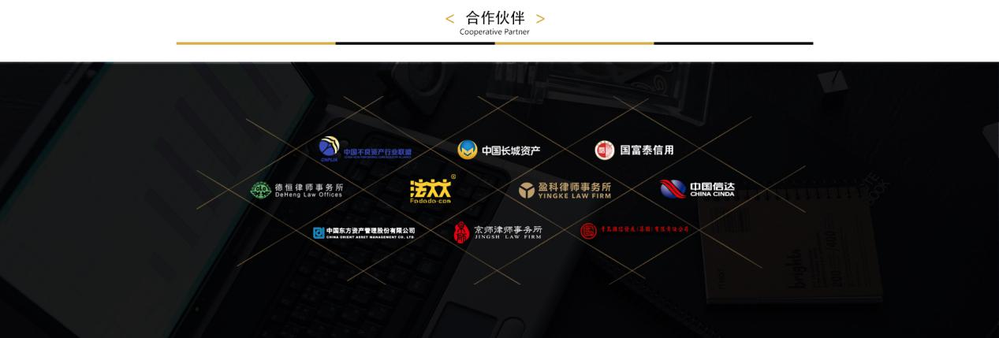 < 合作伙伴 >
Cooperative Partner
CNPLIA
中国不良资产行业联盟
中国长城资产
国富泰信用
德恒律师事务所
DeHeng Law Offices
法大大®
Fadada·com
盈科律师事务所
YINGKE LAW FIRM
中国信达
CHINA CINDA
中国东方资产管理股份有限公司
CHINA ORIENT ASSET MANAGEMENT CO., LTD.
京师律师事务所
JINGSH LAW FIRM
bright